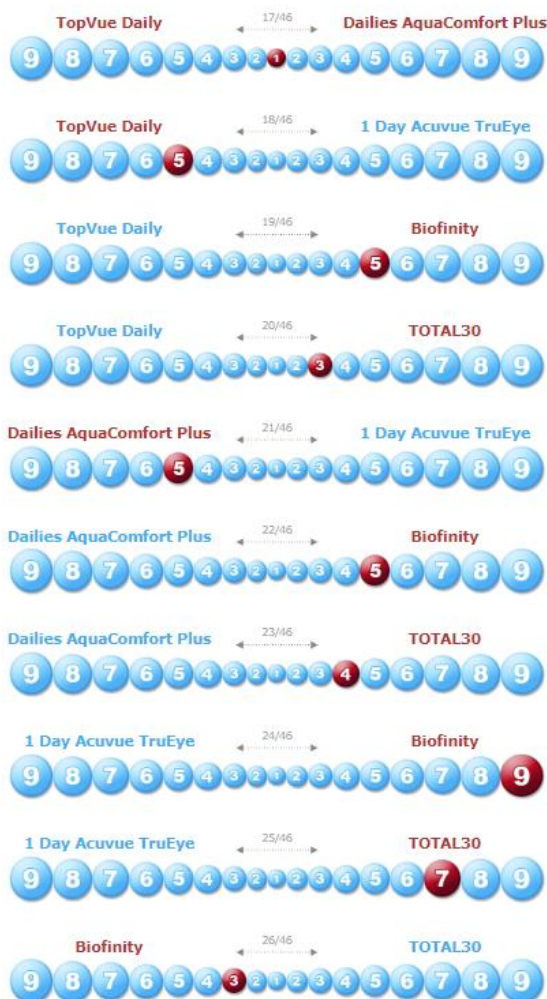 17/46
TopVue Daily Dailies AquaComfort Plus
9 8 7 6 5 4 3 2 1 2 3 4 5 6 7 8 9
18/46
TopVue Daily 1 Day Acuvue TruEye
9 8 7 6 5 4 3 2 1 2 3 4 5 6 7 8 9
19/46
TopVue Daily Biofinity
9 8 7 6 5 4 3 2 1 2 3 4 5 6 7 8 9
20/46
TopVue Daily TOTAL30
9 8 7 6 5 4 3 2 1 2 3 4 5 6 7 8 9
21/46
Dailies AquaComfort Plus 1 Day Acuvue TruEye
9 8 7 6 5 4 3 2 1 2 3 4 5 6 7 8 9
22/46
Dailies AquaComfort Plus Biofinity
9 8 7 6 5 4 3 2 1 2 3 4 5 6 7 8 9
23/46
Dailies AquaComfort Plus TOTAL30
9 8 7 6 5 4 3 2 1 2 3 4 5 6 7 8 9
24/46
1 Day Acuvue TruEye Biofinity
9 8 7 6 5 4 3 2 1 2 3 4 5 6 7 8 9
25/46
1 Day Acuvue TruEye TOTAL30
9 8 7 6 5 4 3 2 1 2 3 4 5 6 7 8 9
26/46
Biofinity TOTAL30
9 8 7 6 5 4 3 2 1 2 3 4 5 6 7 8 9